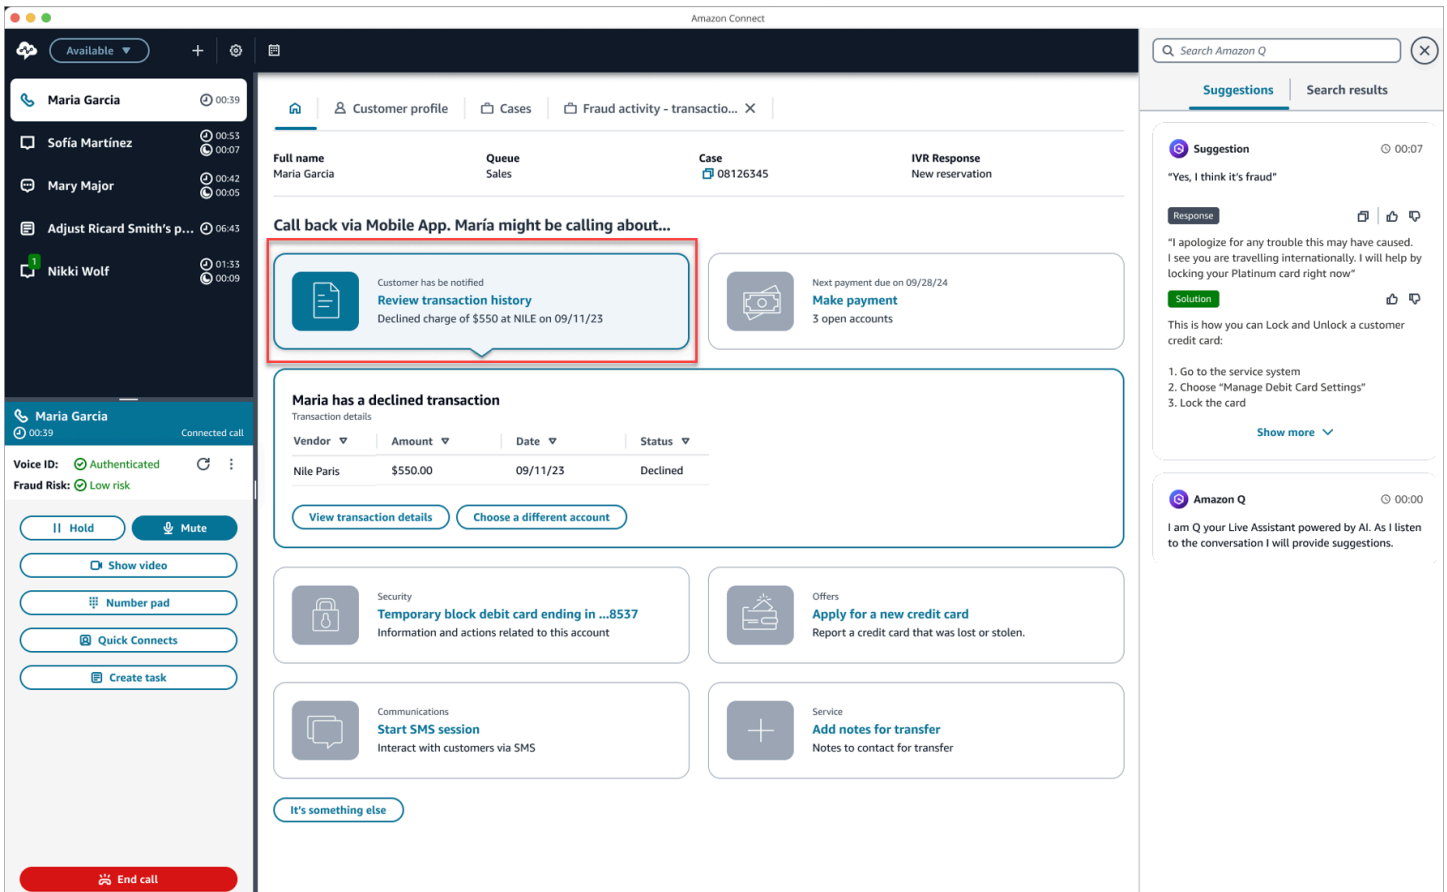 Amazon Connect
Available ▼
Maria Garcia 00:39
Sofía Martínez 00:53
00:07
Mary Major 00:42
00:05
Adjust Ricard Smith's p... 06:43
1
Nikki Wolf 01:33
00:09
Maria Garcia
00:39 Connected call
Voice ID: Authenticated
Fraud Risk: Low risk
Hold Mute
Show video
Number pad
Quick Connects
Create task
End call
Customer profile Cases Fraud activity - transactio...
Full name Queue Case IVR Response
Maria Garcia Sales 08126345 New reservation
Call back via Mobile App. María might be calling about...
Customer has be notified
Review transaction history
Declined charge of $550 at NILE on 09/11/23
Next payment due on 09/28/24
Make payment
3 open accounts
Maria has a declined transaction
Transaction details
Vendor Amount Date Status
Nile Paris $550.00 09/11/23 Declined
View transaction details Choose a different account
Security
Temporary block debit card ending in ...8537
Information and actions related to this account
Offers
Apply for a new credit card
Report a credit card that was lost or stolen.
Communications
Start SMS session
Interact with customers via SMS
Service
Add notes for transfer
Notes to contact for transfer
It's something else
Search Amazon Q
Suggestions Search results
Suggestion 00:07
“Yes, I think it's fraud”
Response
“I apologize for any trouble this may have caused.
I see you are travelling internationally. I will help by
locking your Platinum card right now”
Solution
This is how you can Lock and Unlock a customer
credit card:
1. Go to the service system
2. Choose “Manage Debit Card Settings”
3. Lock the card
Show more
Amazon Q 00:00
I am Q your Live Assistant powered by AI. As I listen
to the conversation I will provide suggestions.